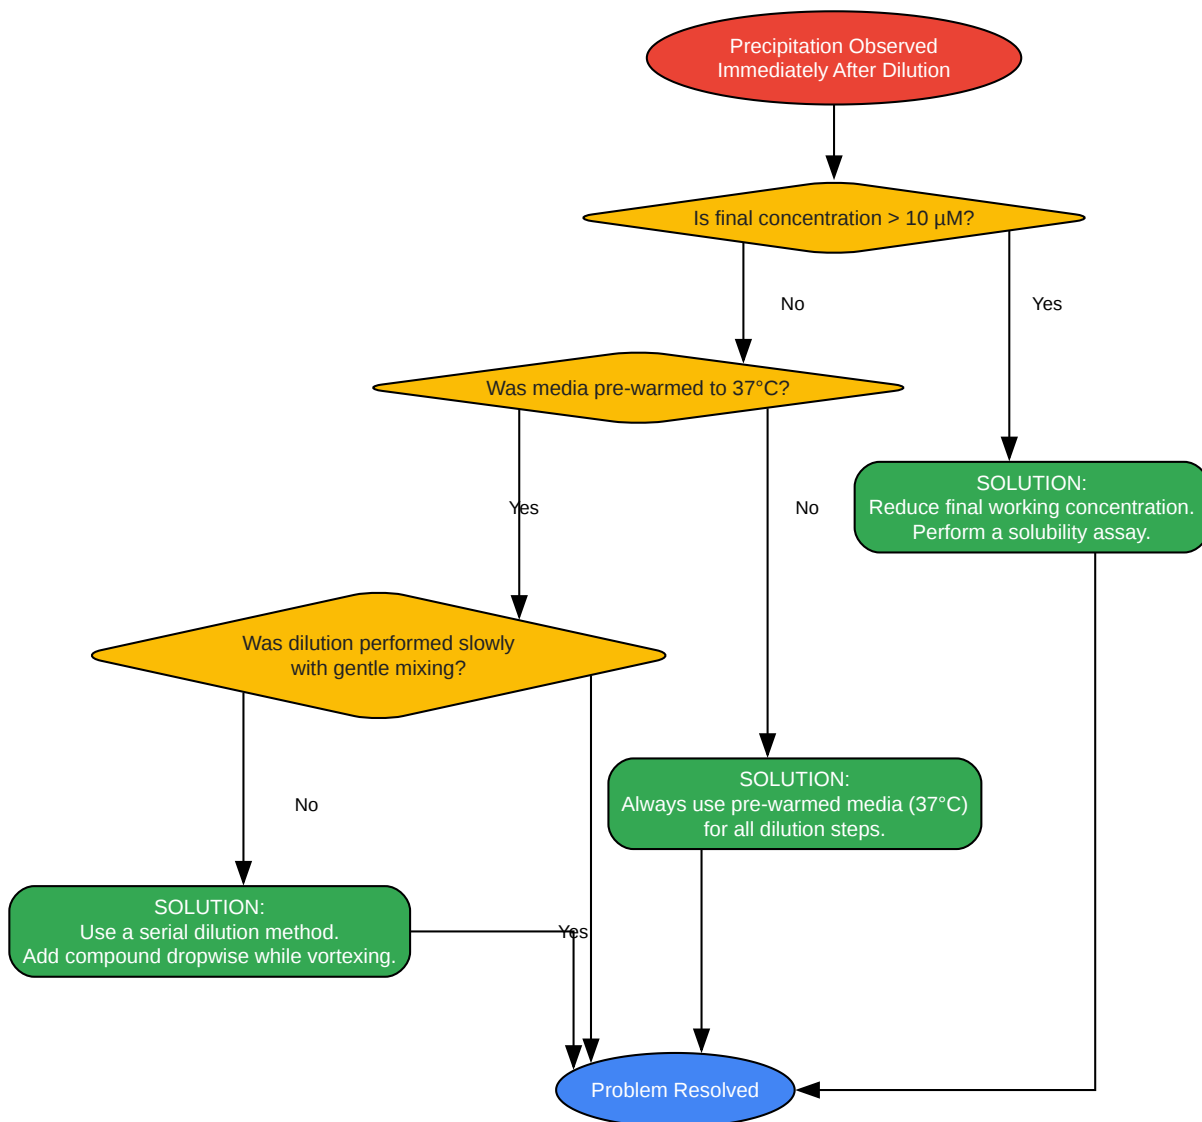 Precipitation Observed
Immediately After Dilution
Is final concentration > 10 µM?
No
Yes
Was media pre-warmed to 37°C?
Yes
No
SOLUTION:
Reduce final working concentration.
Perform a solubility assay.
Was dilution performed slowly
with gentle mixing?
No
SOLUTION:
Always use pre-warmed media (37°C)
for all dilution steps.
SOLUTION:
Use a serial dilution method.
Add compound dropwise while vortexing.
Yes
Problem Resolved